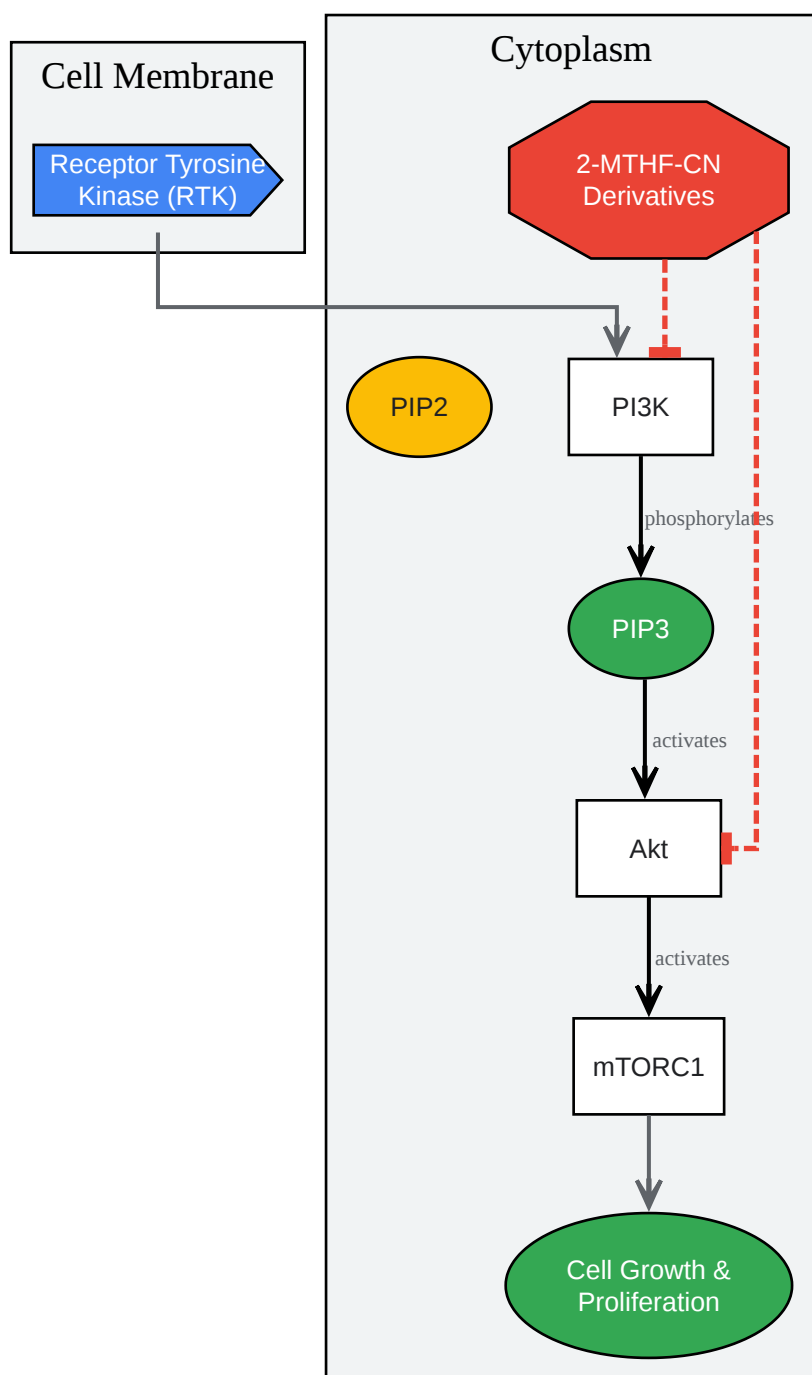 Cell Membrane
Receptor Tyrosine
Kinase (RTK)
Cytoplasm
2-MTHF-CN
Derivatives
PIP2
PI3K
phosphorylates
PIP3
activates
Akt
activates
mTORC1
Cell Growth &
Proliferation